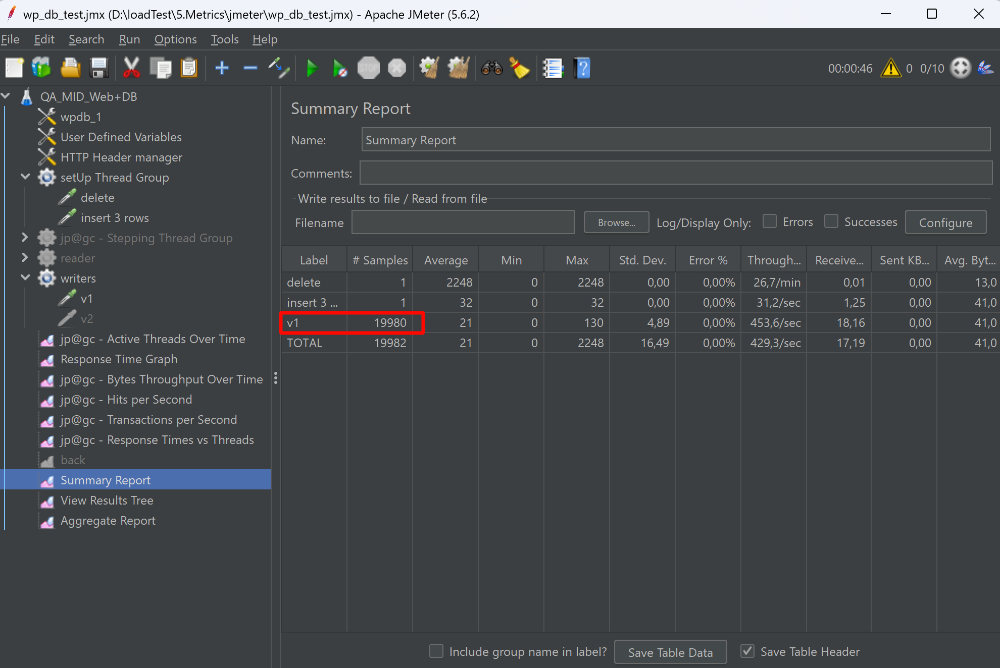 wp_db_test.jmx (D:\loadTest\5.Metrics\jmeter\wp_db_test.jmx) - Apache JMeter (5.6.2)
File Edit Search Run Options Tools Help
STOP ? 00:00:46 0 0/10
QA_MID_Web+DB
wpdb_1
User Defined Variables
HTTP Header manager
setUp Thread Group
delete
insert 3 rows
jp@gc - Stepping Thread Group
reader
writers
v1
v2
jp@gc - Active Threads Over Time
Response Time Graph
jp@gc - Bytes Throughput Over Time
jp@gc - Hits per Second
jp@gc - Transactions per Second
jp@gc - Response Times vs Threads
back
Summary Report
View Results Tree
Aggregate Report
Summary Report
Name: Summary Report
Comments:
Write results to file / Read from file
Filename Browse... Log/Display Only: Errors Successes Configure
Label # Samples Average Min Max Std. Dev. Error % Through... Receive... Sent KB... Avg. Byt...
delete 1 2248 0 2248 0,00 0,00% 26,7/min 0,01 0,00 13,0
insert 3 ... 1 32 0 32 0,00 0,00% 31,2/sec 1,25 0,00 41,0
v1 19980 21 0 130 4,89 0,00% 453,6/sec 18,16 0,00 41,0
TOTAL 19982 21 0 2248 16,49 0,00% 429,3/sec 17,19 0,00 41,0
Include group name in label? Save Table Data Save Table Header